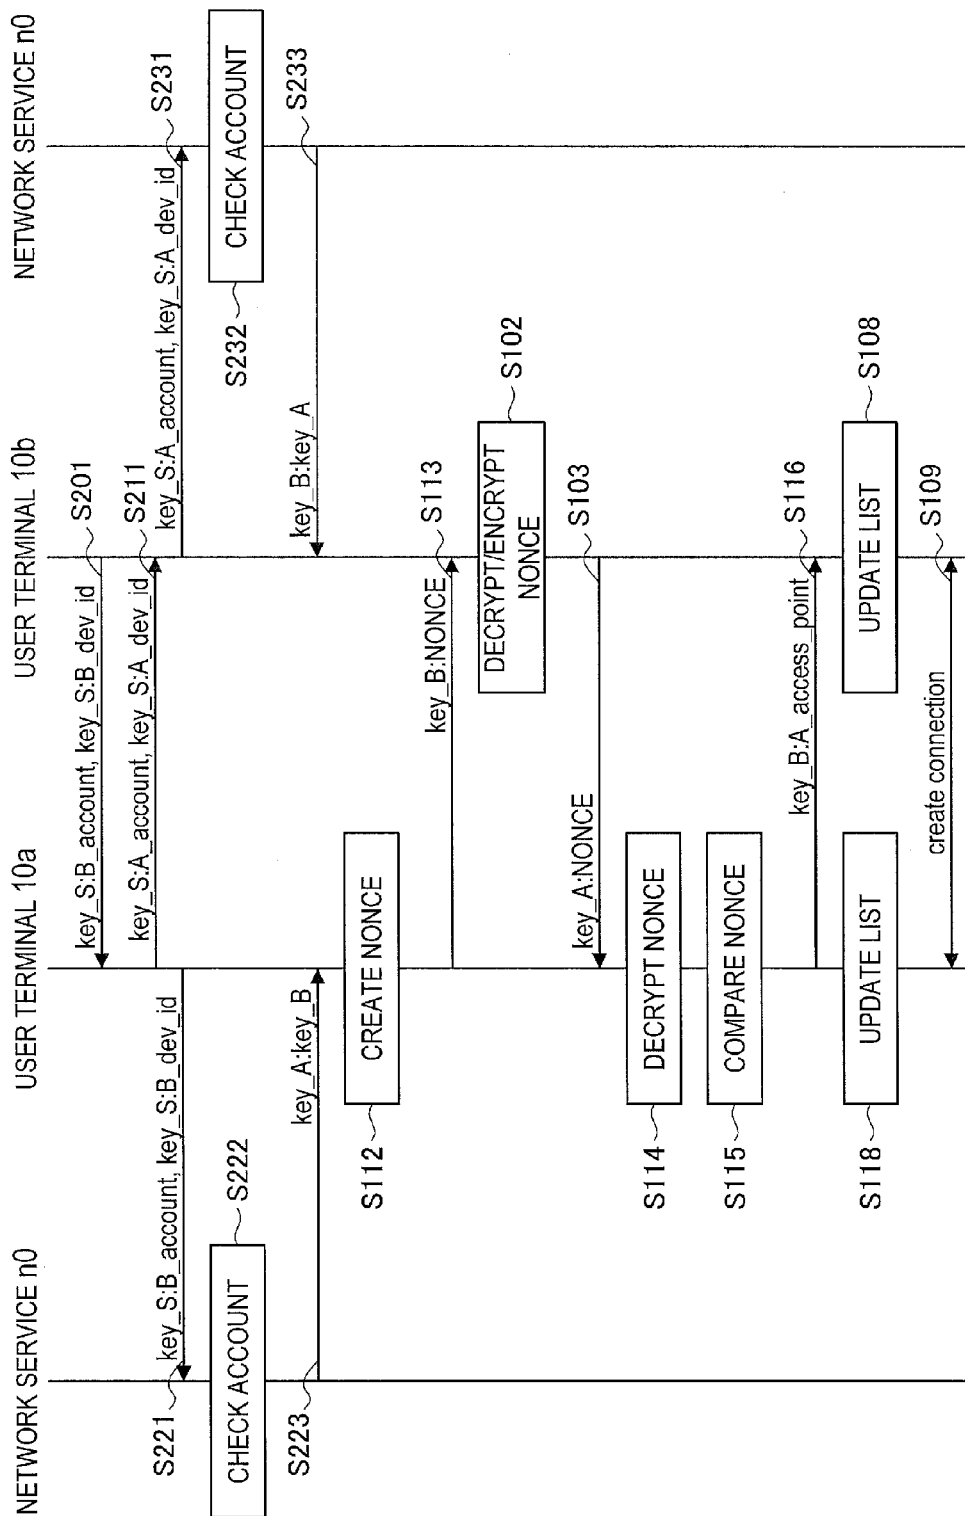 NETWORK SERVICE n0
USER TERMINAL 10a
USER TERMINAL 10b
NETWORK SERVICE n0
key_S:B_account, key_S:B_dev_id
S201
key_S:A_account, key_S:A_dev_id
S211
S221
key_S:B_account, key_S:B_dev_id
key_S:A_account, key_S:A_dev_id
S231
CHECK ACCOUNT
S222
S232
CHECK ACCOUNT
S223
key_A:key_B
key_B:key_A
S233
S112
CREATE NONCE
key_B:NONCE
S113
DECRYPT/ENCRYPT
NONCE
S102
key_A:NONCE
S103
S114
DECRYPT NONCE
S115
COMPARE NONCE
key_B:A_access_point
S116
S118
UPDATE LIST
UPDATE LIST
S108
create connection
S109